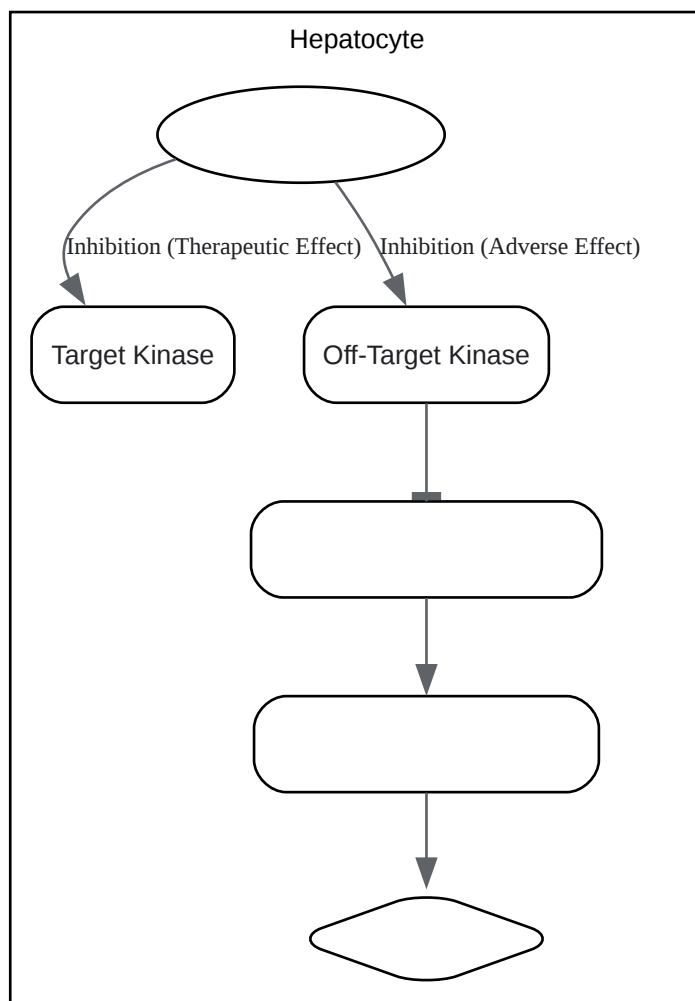 Hepatocyte
Inhibition (Therapeutic Effect)
Inhibition (Adverse Effect)
Target Kinase
Off-Target Kinase